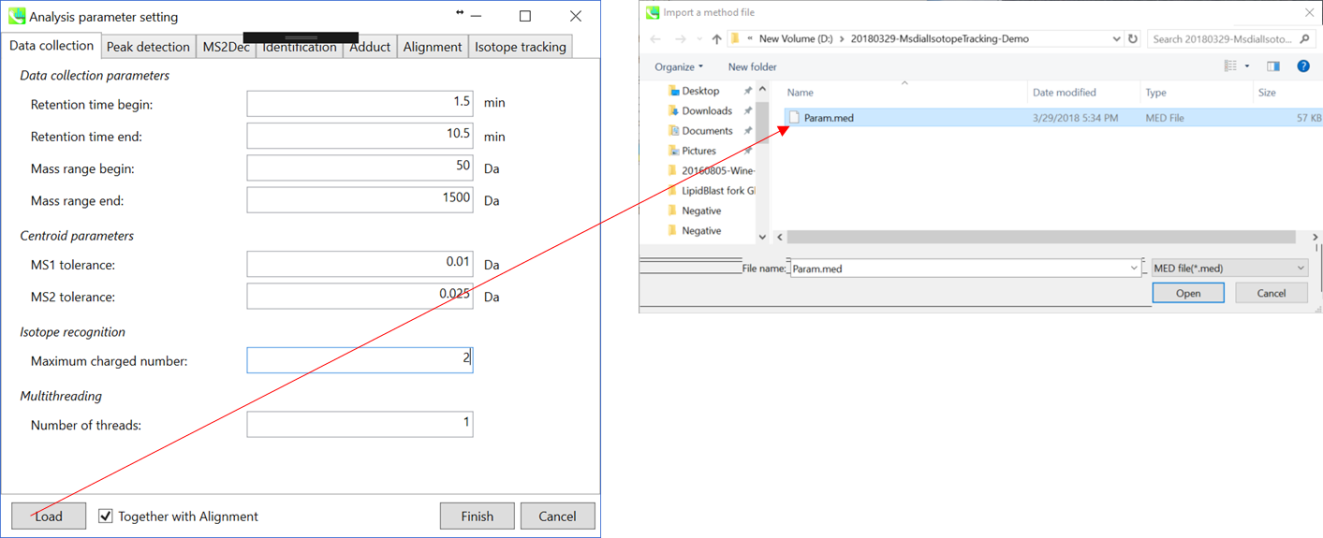 Analysis parameter setting
Data collection Peak detection MS2Dec Identification Adduct Alignment Isotope tracking
Data collection parameters
Retention time begin: 1.5 min
Retention time end: 10.5 min
Mass range begin: 50 Da
Mass range end: 1500 Da
Centroid parameters
MS1 tolerance: 0.01 Da
MS2 tolerance: 0.025 Da
Isotope recognition
Maximum charged number: 2
Multithreading
Number of threads: 1
Load Together with Alignment Finish Cancel
Import a method file
« New Volume (D:) › 20180329-MsdialIsotopeTracking-Demo Search 20180329-MsdialIsoto...
Organize New folder
Name Date modified Type Size
Desktop
Downloads
Documents
Pictures
20160805-Wine-
LipidBlast fork G
Negative
Negative
Param.med 3/29/2018 5:34 PM MED File 57 KB
File name: Param.med MED file(*.med)
Open Cancel